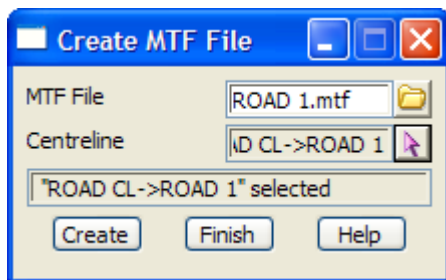 Create MTF File
MTF File ROAD 1.mtf
Centreline \D CL->ROAD 1
"ROAD CL->ROAD 1" selected
Create Finish Help